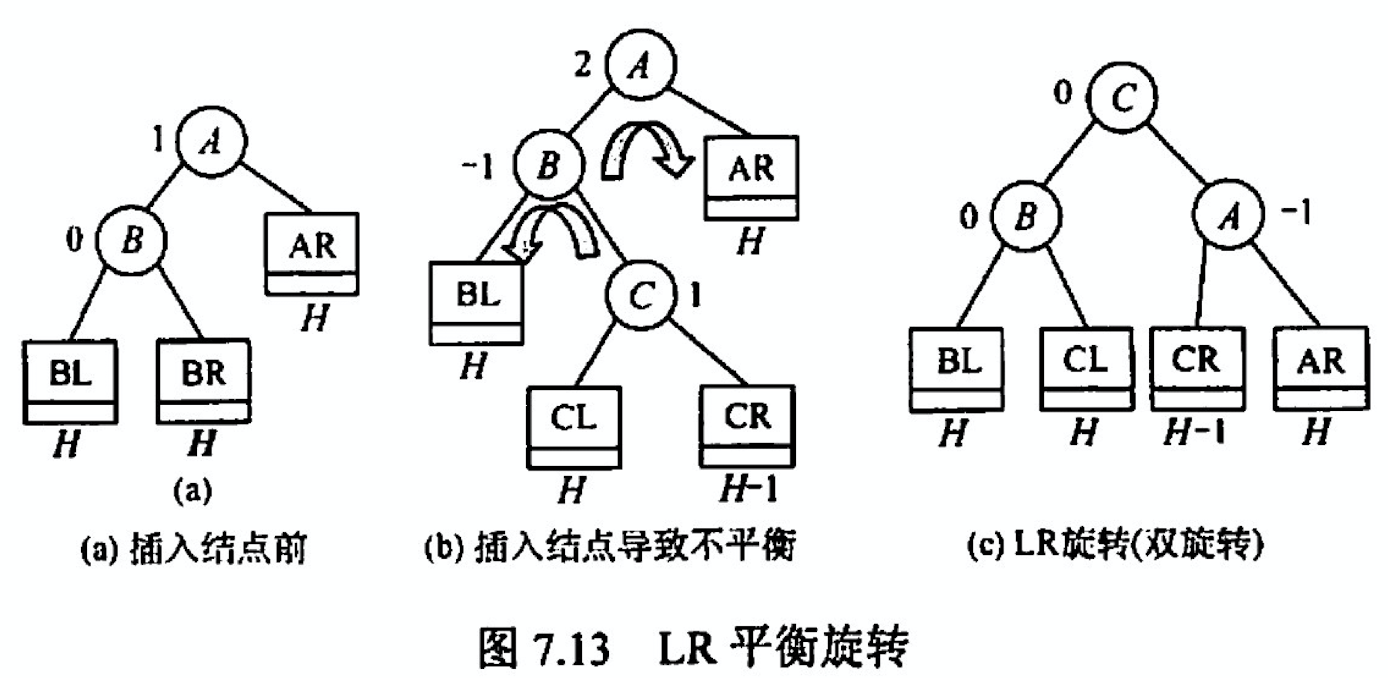 1 A
0 B
AR
H
BL
BR
H
H
(a)
(a) 插入结点前
2 A
-1 B
AR
H
BL
H
C 1
CL
CR
H
H-1
(b) 插入结点导致不平衡
0 C
0 B
A -1
BL
CL
CR
AR
H
H
H-1
H
(c) LR旋转(双旋转)
图 7.13 LR 平衡旋转